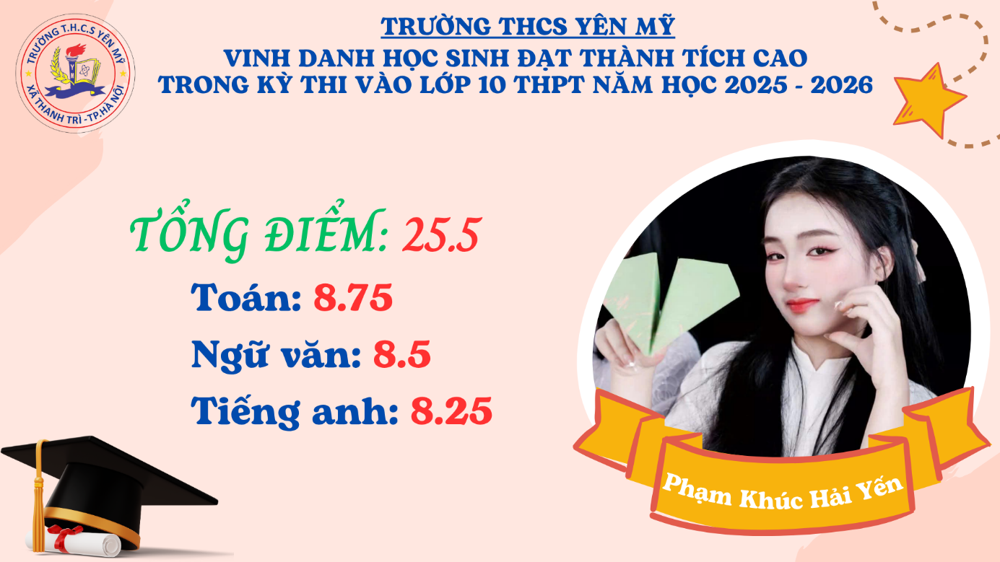 TRƯỜNG T.H.C.S YÊN MỸ
XÃ THANH TRÌ -TP.HÀ NỘI
TRƯỜNG THCS YÊN MỸ
VINH DANH HỌC SINH ĐẠT THÀNH TÍCH CAO
TRONG KỲ THI VÀO LỚP 10 THPT NĂM HỌC 2025 - 2026
TỔNG ĐIỂM: 25.5
Toán: 8.75
Ngữ văn: 8.5
Tiếng anh: 8.25
Phạm Khúc Hải Yến